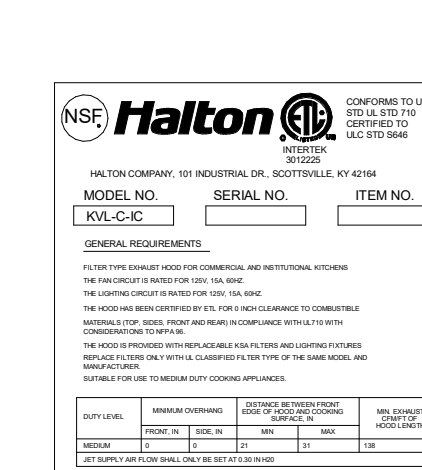 NSF
Halton
ETL
LISTED
US
CONFORMS TO U
STD UL STD 710
CERTIFIED TO
ULC STD S646
INTERTEK
3012225
HALTON COMPANY, 101 INDUSTRIAL DR., SCOTTSVILLE, KY 42164
MODEL NO. SERIAL NO. ITEM NO.
KVL-C-IC
GENERAL REQUIREMENTS
FILTER TYPE EXHAUST HOOD FOR COMMERCIAL AND INSTITUTIONAL KITCHENS
THE FAN CIRCUIT IS RATED FOR 125V, 15A, 60HZ.
THE LIGHTING CIRCUIT IS RATED FOR 125V, 15A, 60HZ.
THE HOOD HAS BEEN CERTIFIED BY ETL FOR 0 INCH CLEARANCE TO COMBUSTIBLE
MATERIALS (TOP, SIDES, FRONT AND REAR) IN COMPLIANCE WITH UL710 WITH
CONSIDERATIONS TO NFPA 96.
THE HOOD IS PROVIDED WITH REPLACEABLE KSA FILTERS AND LIGHTING FIXTURES
REPLACE FILTERS ONLY WITH UL CLASSIFIED FILTER TYPE OF THE SAME MODEL AND
MANUFACTURER.
SUITABLE FOR USE TO MEDIUM DUTY COOKING APPLIANCES.
DUTY LEVEL
MINIMUM OVERHANG
DISTANCE BETWEEN FRONT
EDGE OF HOOD AND COOKING
SURFACE, IN
MIN. EXHAUST
CFM/FT OF
HOOD LENGTH
FRONT, IN SIDE, IN MIN MAX
MEDIUM 0 0 21 31 138
JET SUPPLY AIR FLOW SHALL ONLY BE SET AT 0.30 IN H20